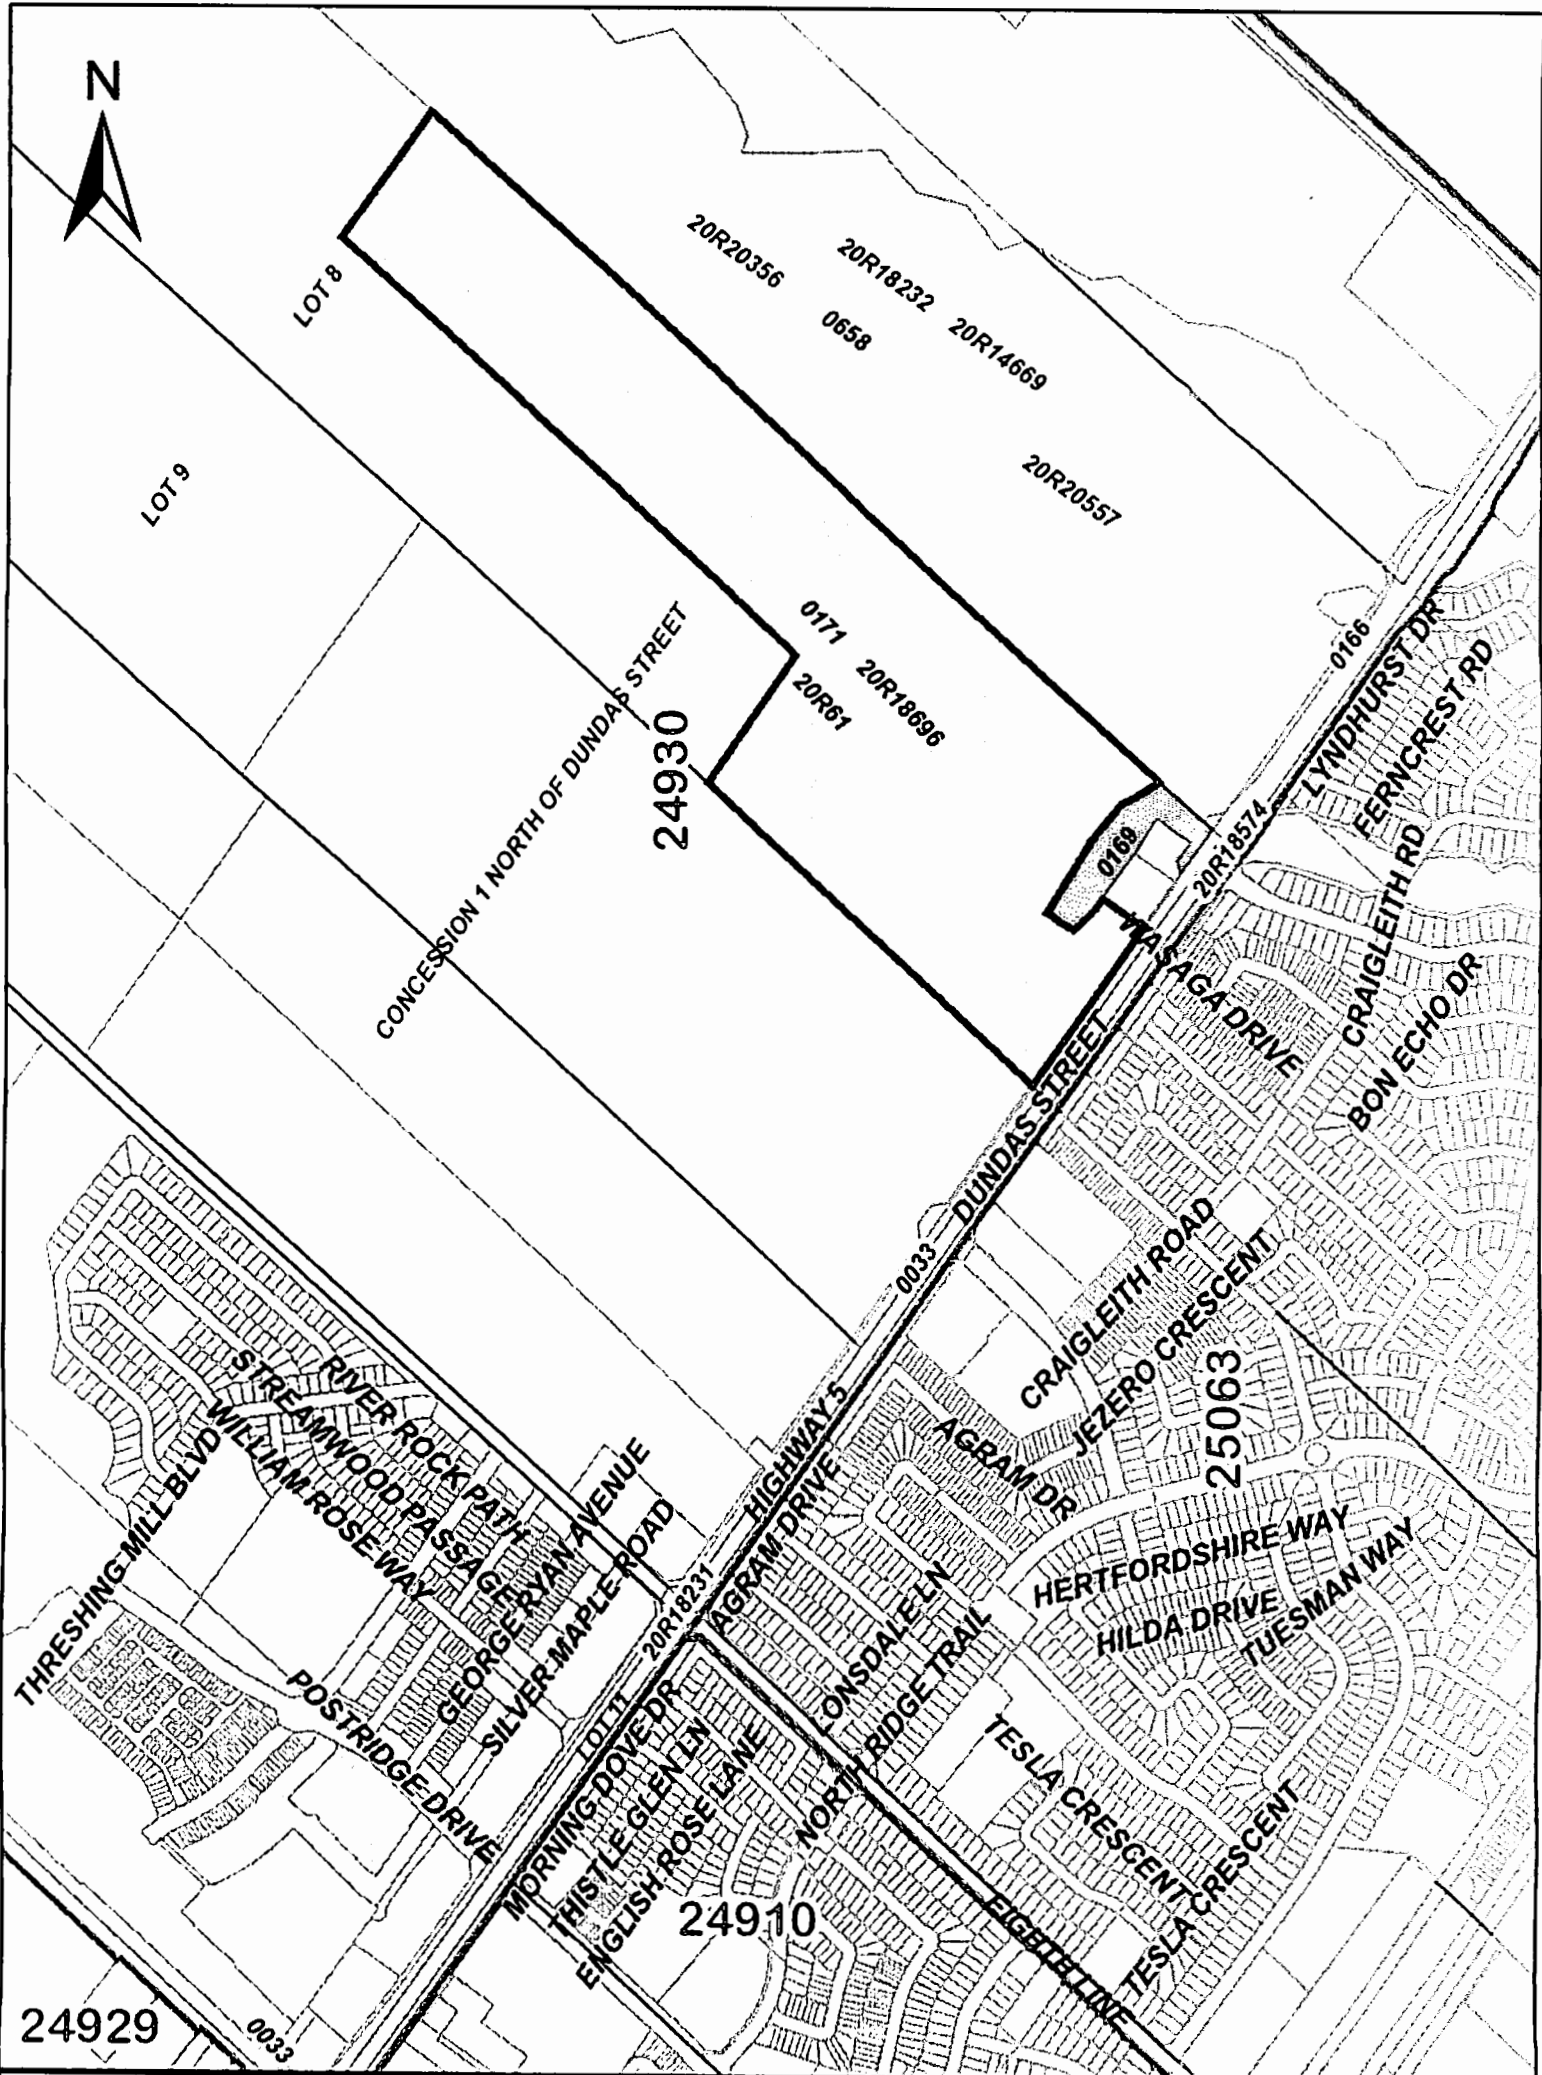 N
20R20356
20R18232
0658
20R14669
LOT 8
LOT 9
20R20557
0171
20R18696
20R61
CONCESSION 1 NORTH OF DUNDAS STREET
24930
0166
LYNDHURST DR
FERNCREST RD
0169
20R18574
CRAIGLEITH RD
WASAGA DRIVE
BON ECHO DR
DUNDAS STREET
0033
CRAIGLEITH ROAD
JEZERO CRESCENT
25063
HIGHWAY 5
AGRAM DRIVE
AGRAM DR
RIVER ROCK PATH
STREAMWOOD PASSAGE
WILLIAM ROSE WAY
THRESHING MILL BLVD
GEORGE RYAN AVENUE
SILVER MAPLE ROAD
POSTRIDGE DRIVE
20R18231
LOT 11
HERTFORDSHIRE WAY
HILDA DRIVE
TUESMAN WAY
LONSDALE LN
NORTH RIDGE TRAIL
MORNING DOVE DR
THISTLE GLEN LN
ENGLISH ROSE LANE
TESLA CRESCENT
TESLA CRESCENT
EIGHTH LINE
24910
24929
0033